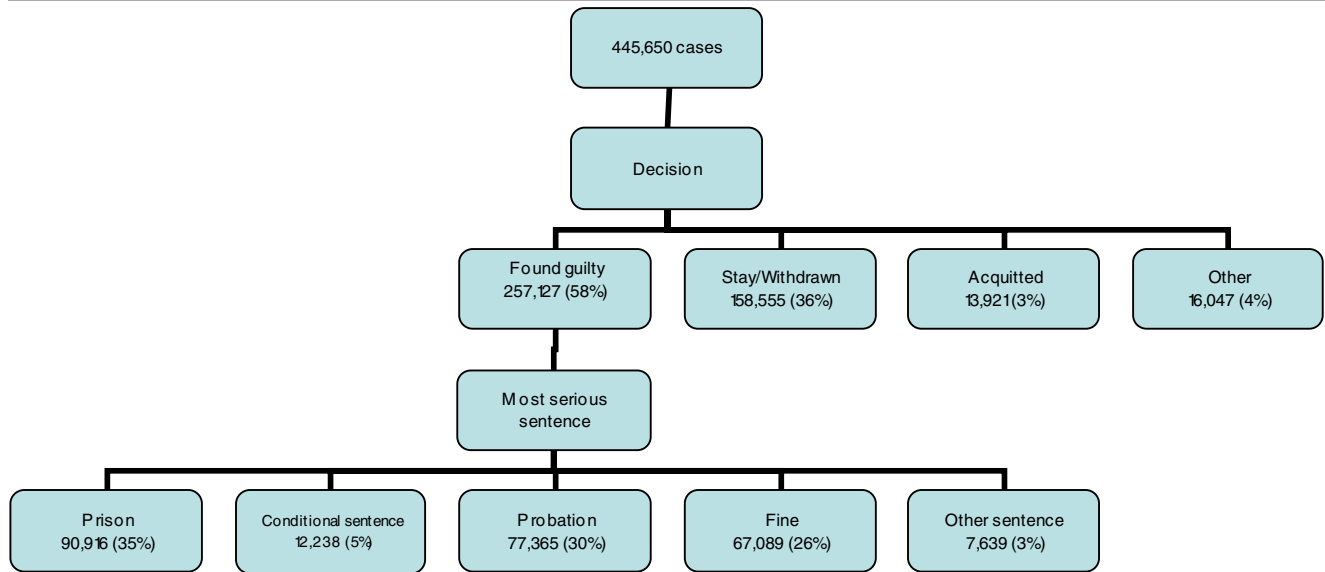 445,650 cases
Decision
Found guilty
257,127 (58%)
Stay/Withdrawn
158,555 (36%)
Acquitted
13,921 (3%)
Other
16,047 (4%)
Most serious
sentence
Prison
90,916 (35%)
Conditional sentence
12,238 (5%)
Probation
77,365 (30%)
Fine
67,089 (26%)
Other sentence
7,639 (3%)